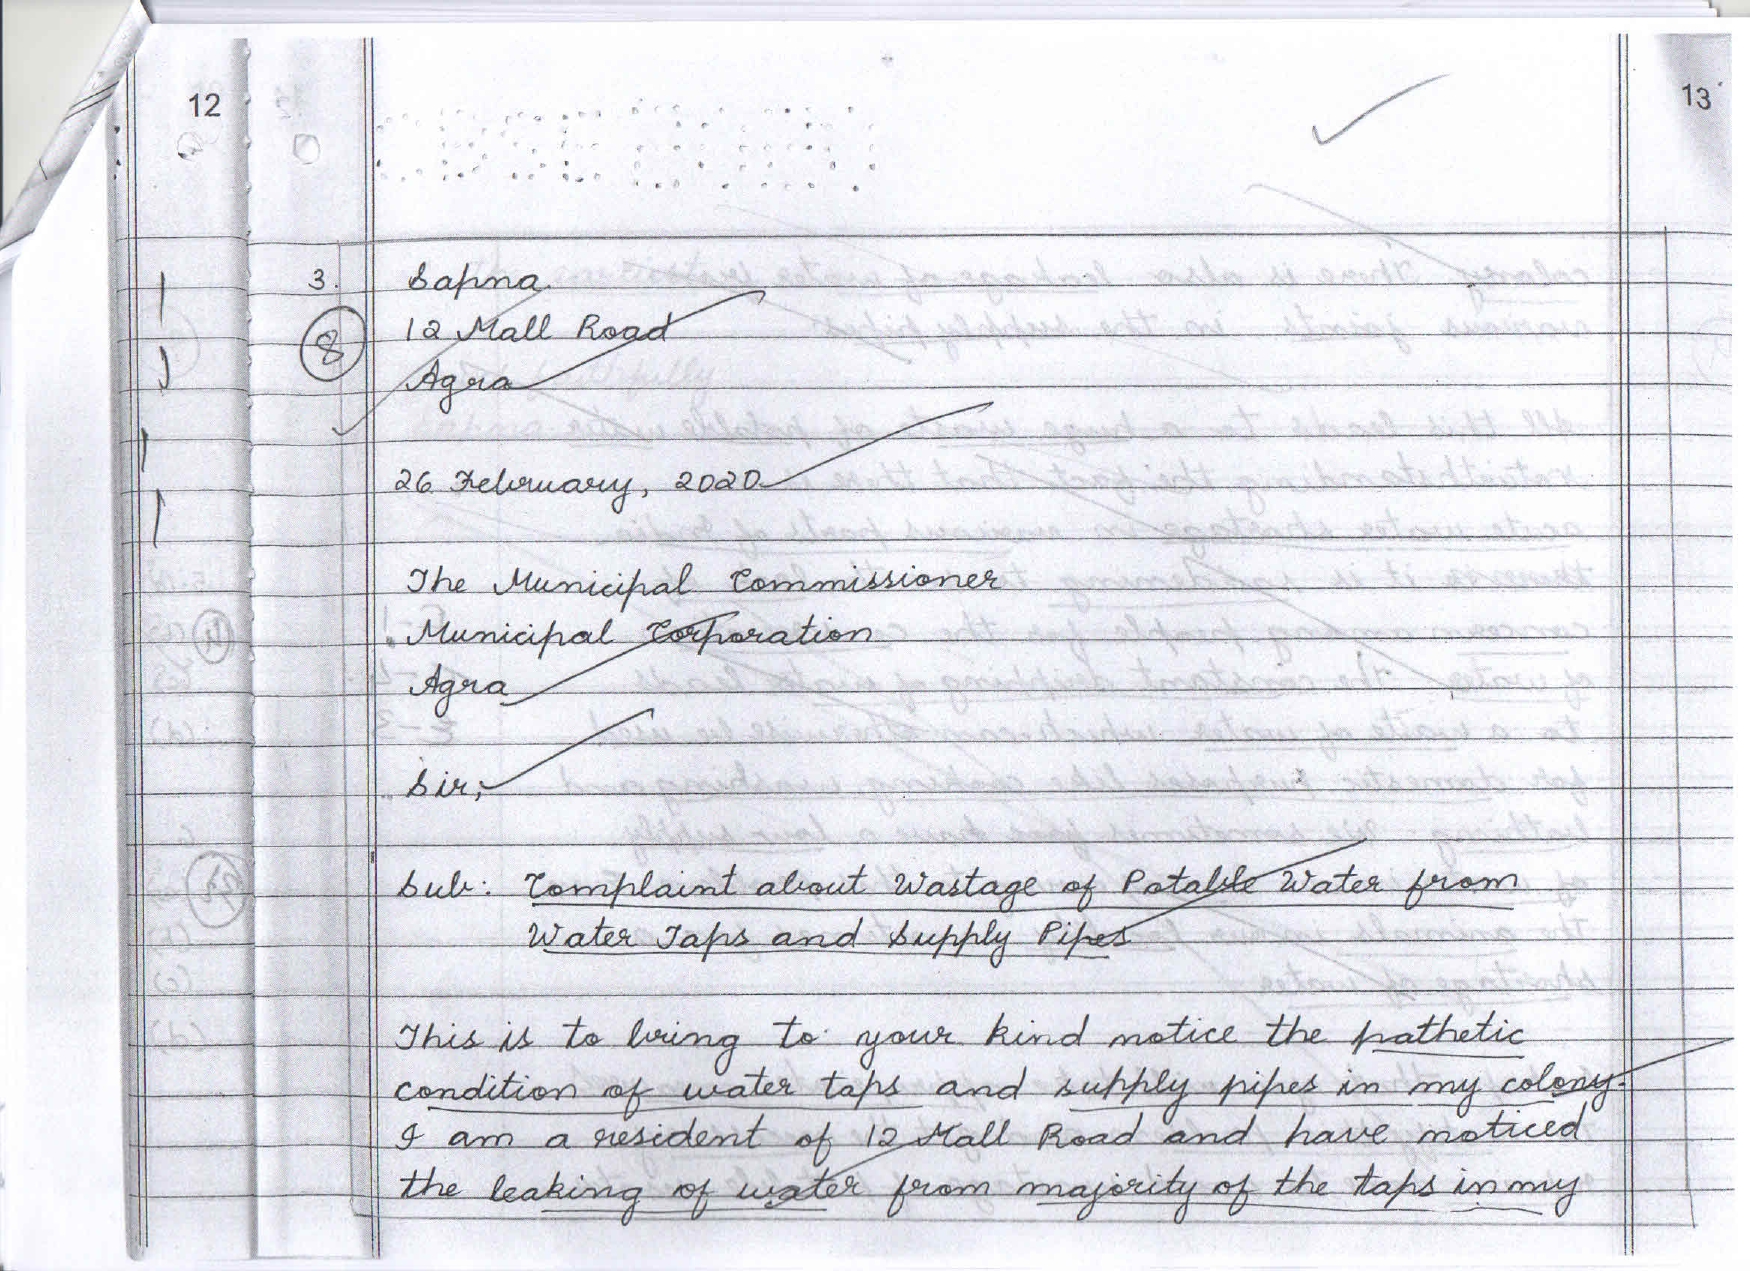 12
13
3. Sapna
8
12 Mall Road
Agra
26 February, 2020
The Municipal Commissioner
Municipal Corporation
Agra
Sir,
Sub: Complaint about Wastage of Potable Water from
Water Taps and Supply Pipes
This is to bring to your kind notice the pathetic
condition of water taps and supply pipes in my colony.
I am a resident of 12 Mall Road and have noticed
the leaking of water from majority of the taps in my